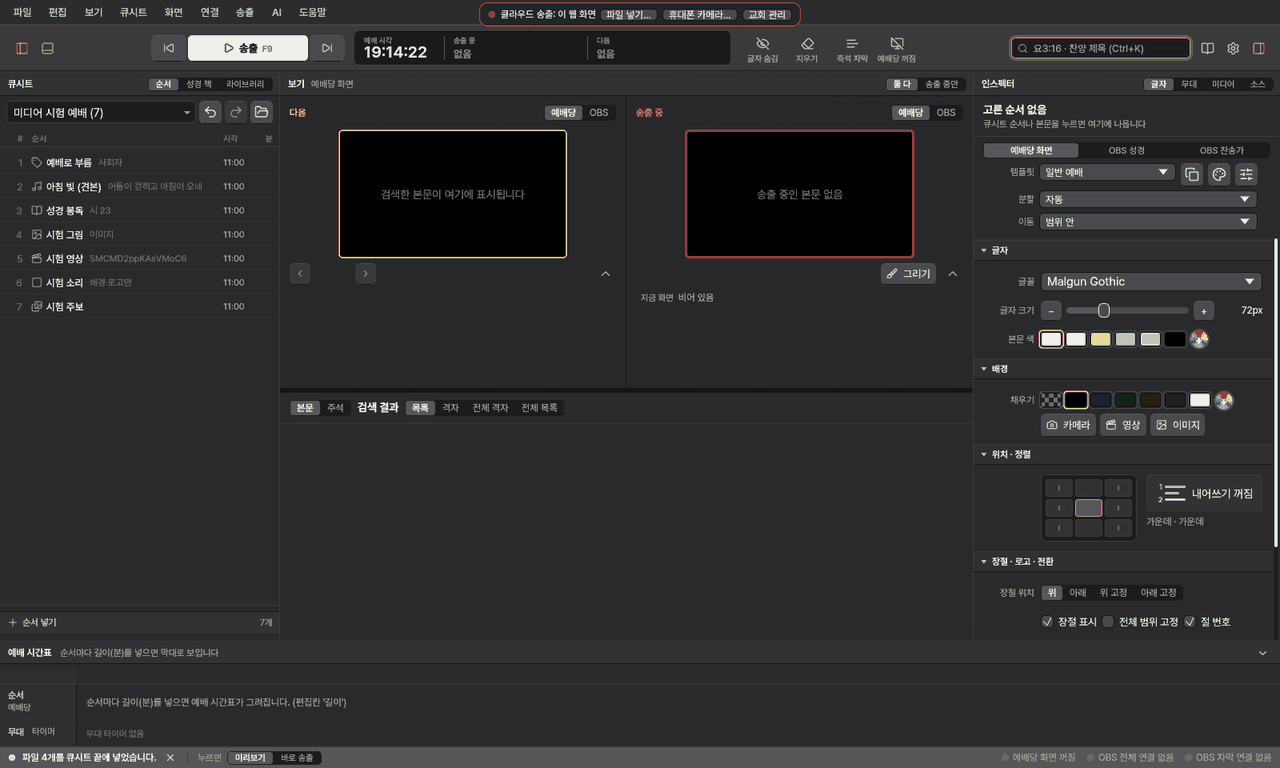 파일 편집 보기 큐시트 화면 연결 송출 AI 도움말
클라우드 송출: 이 웹 화면 파일 넣기... 휴대폰 카메라... 교회 관리
송출 F9
예배 시각
19:14:22
송출 중
없음
다음
없음
글자 숨김 지우기 즉석 자막 예배당 꺼짐
요3:16 · 찬양 제목 (Ctrl+K)
큐시트 순서 성경 책 라이브러리
미디어 시험 예배 (7)
# 순서 시각 분
1 예배로 부름 사회자 11:00
2 아침 빛 (견본) 어둠이 걷히고 아침이 오네 11:00
3 성경 봉독 시 23 11:00
4 시험 그림 이미지 11:00
5 시험 영상 SMCMD2ppKAsVMoC6 11:00
6 시험 소리 배경·로고만 11:00
7 시험 주보 11:00
순서 넣기 7개
보기 예배당 화면 둘 다 송출 중만
다음 예배당 OBS
검색한 본문이 여기에 표시됩니다
송출 중 예배당 OBS
송출 중인 본문 없음
그리기
지금 화면 비어 있음
본문 주석 검색 결과 목록 격자 전체 격자 전체 목록
인스펙터 글자 무대 미디어 소스
고른 순서 없음
큐시트 순서나 본문을 누르면 여기에 나옵니다
예배당 화면 OBS 성경 OBS 찬송가
템플릿 일반 예배
분할 자동
이동 범위 안
글자
글꼴 Malgun Gothic
글자 크기 − + 72px
본문 색
배경
채우기
카메라 영상 이미지
위치 · 정렬
1
2
내어쓰기 꺼짐
가운데 · 가운데
장절 · 로고 · 전환
장절 위치 위 아래 위 고정 아래 고정
장절 표시 전체 범위 고정 절 번호
예배 시간표 순서마다 길이(분)를 넣으면 막대로 보입니다
순서
예배당
순서마다 길이(분)를 넣으면 예배 시간표가 그려집니다. (편집칸 '길이')
무대 타이머 무대 타이머 없음
파일 4개를 큐시트 끝에 넣었습니다. 누르면 미리보기 바로 송출
예배당 화면 꺼짐 OBS 전체 연결 없음 OBS 자막 연결 없음